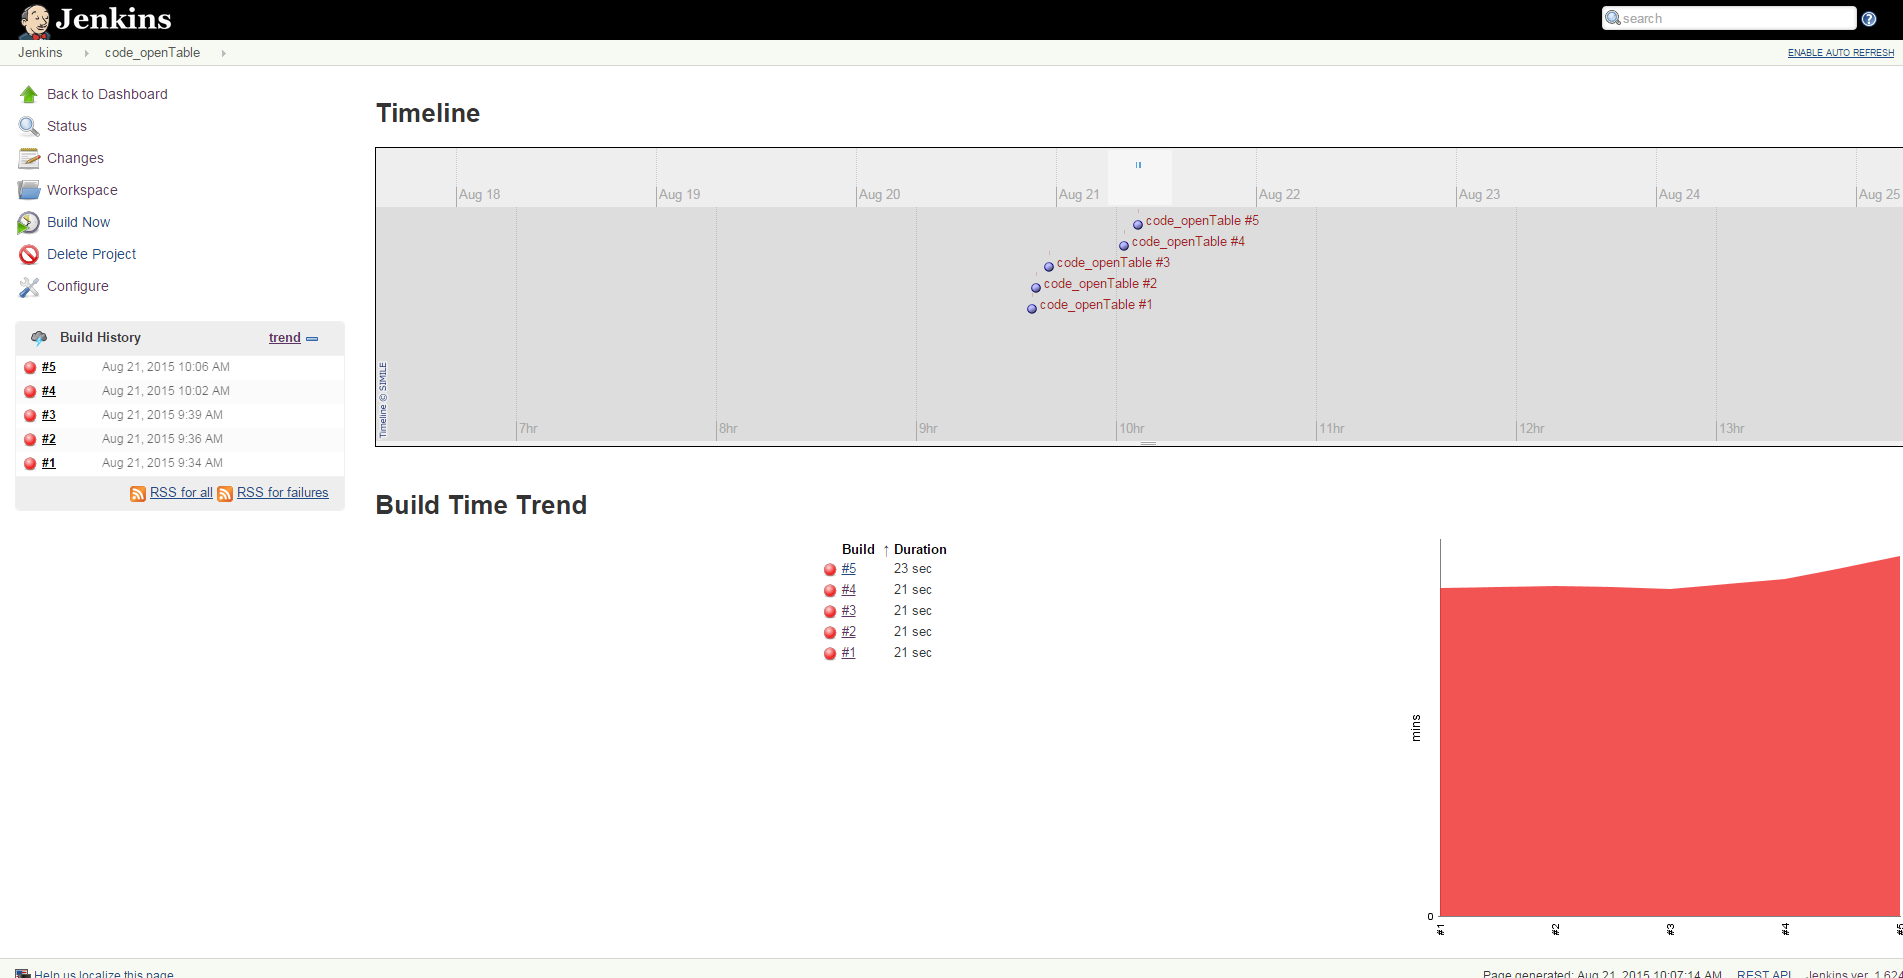 Jenkins
search
Jenkins code_openTable
ENABLE AUTO REFRESH
Back to Dashboard
Status
Changes
Workspace
Build Now
Delete Project
Configure
Build History trend
#5 Aug 21, 2015 10:06 AM
#4 Aug 21, 2015 10:02 AM
#3 Aug 21, 2015 9:39 AM
#2 Aug 21, 2015 9:36 AM
#1 Aug 21, 2015 9:34 AM
RSS for all RSS for failures
Timeline
Aug 18 Aug 19 Aug 20 Aug 21 Aug 22 Aug 23 Aug 24 Aug 25
code_openTable #5
code_openTable #4
code_openTable #3
code_openTable #2
code_openTable #1
Timeline © SIMILE
7hr 8hr 9hr 10hr 11hr 12hr 13hr
Build Time Trend
Build ↑ Duration
#5 23 sec
#4 21 sec
#3 21 sec
#2 21 sec
#1 21 sec
mins
0
#1 #2 #3 #4 #5
Help us localize this page
Page generated: Aug 21, 2015 10:07:14 AM REST API Jenkins ver. 1.624